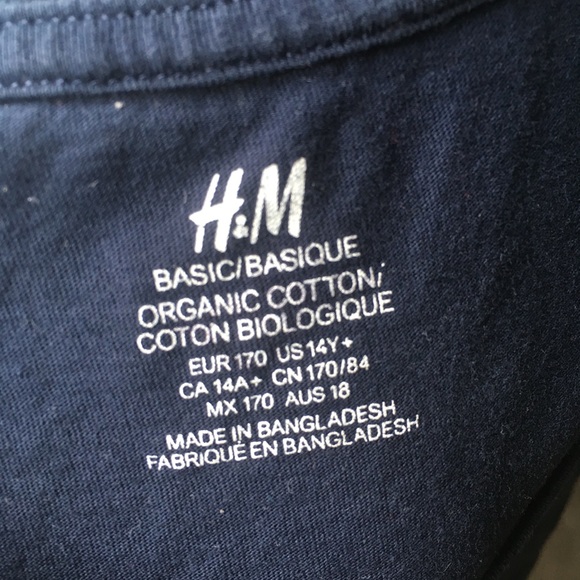 H&M
BASIC/BASIQUE
ORGANIC COTTON/
COTON BIOLOGIQUE
EUR 170 US 14Y+
CA 14A+ CN 170/84
MX 170 AUS 18
MADE IN BANGLADESH
FABRIQUÉ EN BANGLADESH